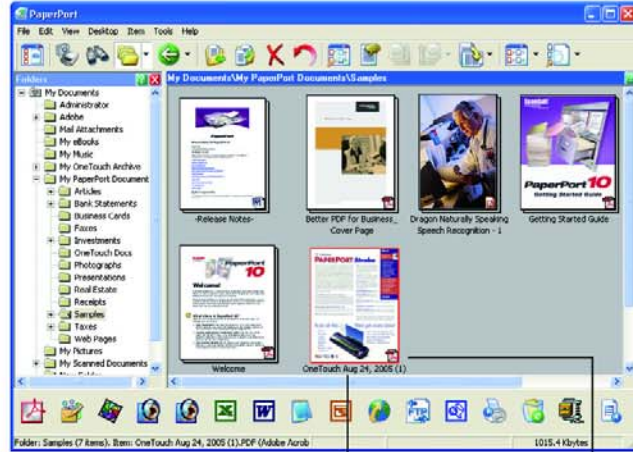 PaperPort
File Edit View Desktop Item Tools Help
Folders
My Documents\My PaperPort Documents\Samples
My Documents
Administrator
Adobe
Mail Attachments
My eBooks
My Music
My OneTouch Archive
My PaperPort Document
Articles
Bank Statements
Business Cards
Faxes
Investments
OneTouch Docs
Photographs
Presentations
Real Estate
Receipts
Samples
Taxes
Web Pages
My Pictures
My Scanned Documents
New Folder
PaperPort
-Release Notes-
Better PDF for Business_
Cover Page
Dragon Naturally Speaking
Speech Recognition - 1
PaperPort 10
Getting Started Guide
Getting Started Guide
PaperPort
10
Welcome!
Welcome
PAPERPORT
OneTouch Aug 24, 2005 (1)
FTP
Folder: Samples (7 items). Item: OneTouch Aug 24, 2005 (1).PDF (Adobe Acrob
1015.4 Kbytes